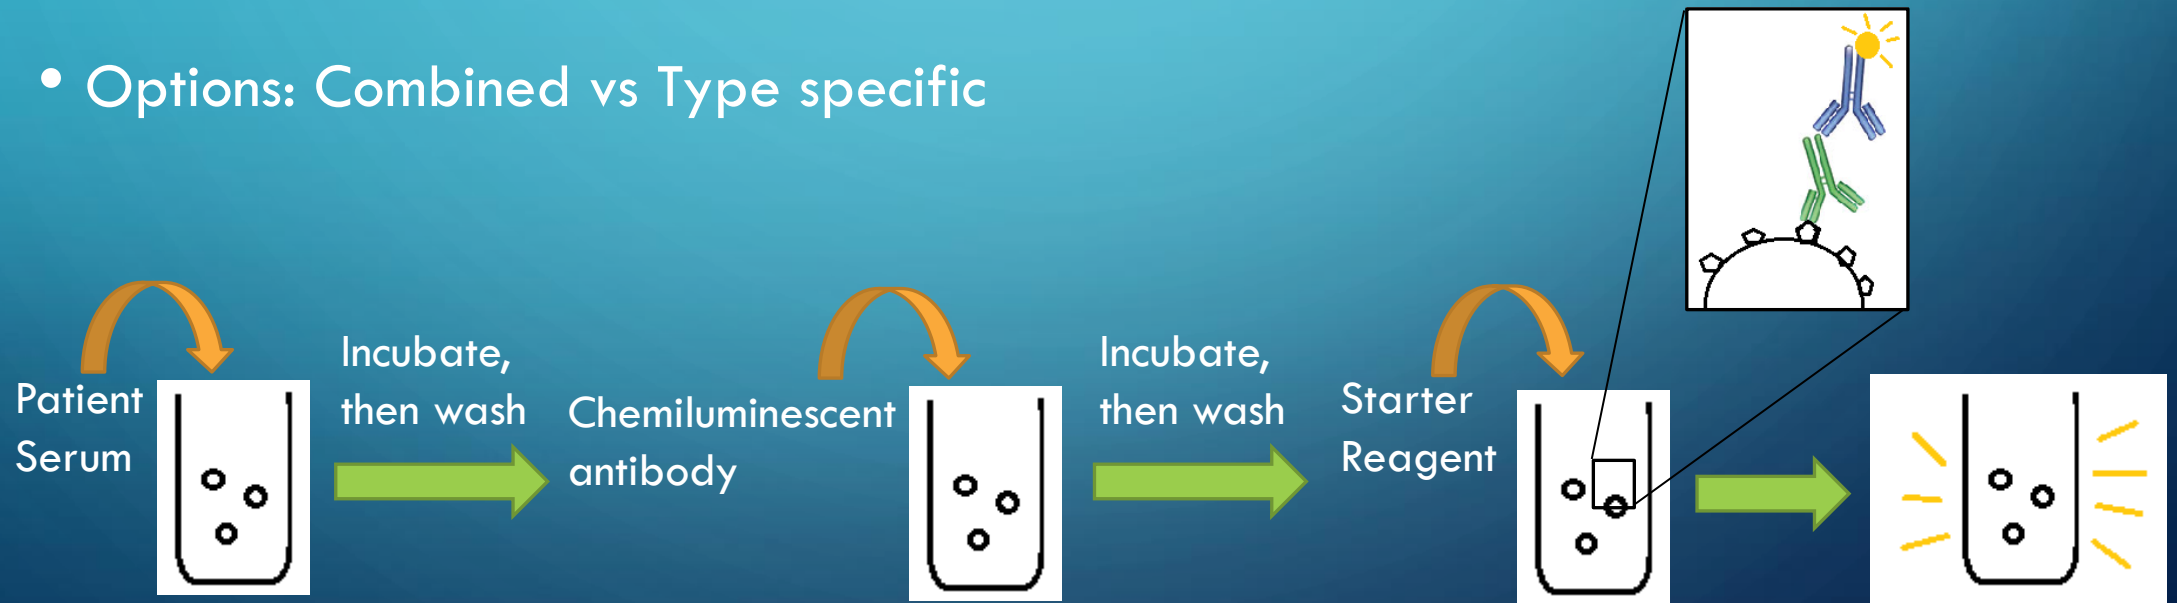 • Options: Combined vs Type specific
Patient
Serum
Incubate,
then wash
Chemiluminescent
antibody
Incubate,
then wash
Starter
Reagent